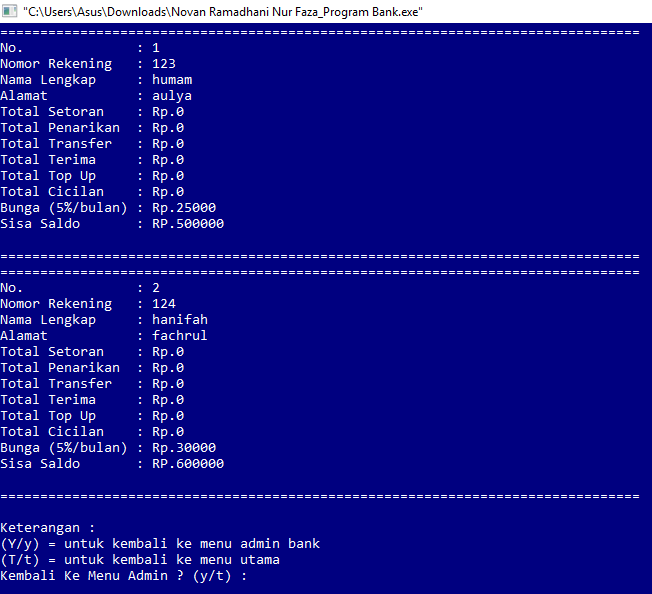 "C:\Users\Asus\Downloads\Novan Ramadhani Nur Faza_Program Bank.exe"
================================================================================
No.              : 1
Nomor Rekening   : 123
Nama Lengkap     : humam
Alamat           : aulya
Total Setoran    : Rp.0
Total Penarikan  : Rp.0
Total Transfer   : Rp.0
Total Terima     : Rp.0
Total Top Up     : Rp.0
Total Cicilan    : Rp.0
Bunga (5%/bulan) : Rp.25000
Sisa Saldo       : RP.500000
================================================================================
================================================================================
No.              : 2
Nomor Rekening   : 124
Nama Lengkap     : hanifah
Alamat           : fachrul
Total Setoran    : Rp.0
Total Penarikan  : Rp.0
Total Transfer   : Rp.0
Total Terima     : Rp.0
Total Top Up     : Rp.0
Total Cicilan    : Rp.0
Bunga (5%/bulan) : Rp.30000
Sisa Saldo       : RP.600000
================================================================================
Keterangan :
(Y/y) = untuk kembali ke menu admin bank
(T/t) = untuk kembali ke menu utama
Kembali Ke Menu Admin ? (y/t) :